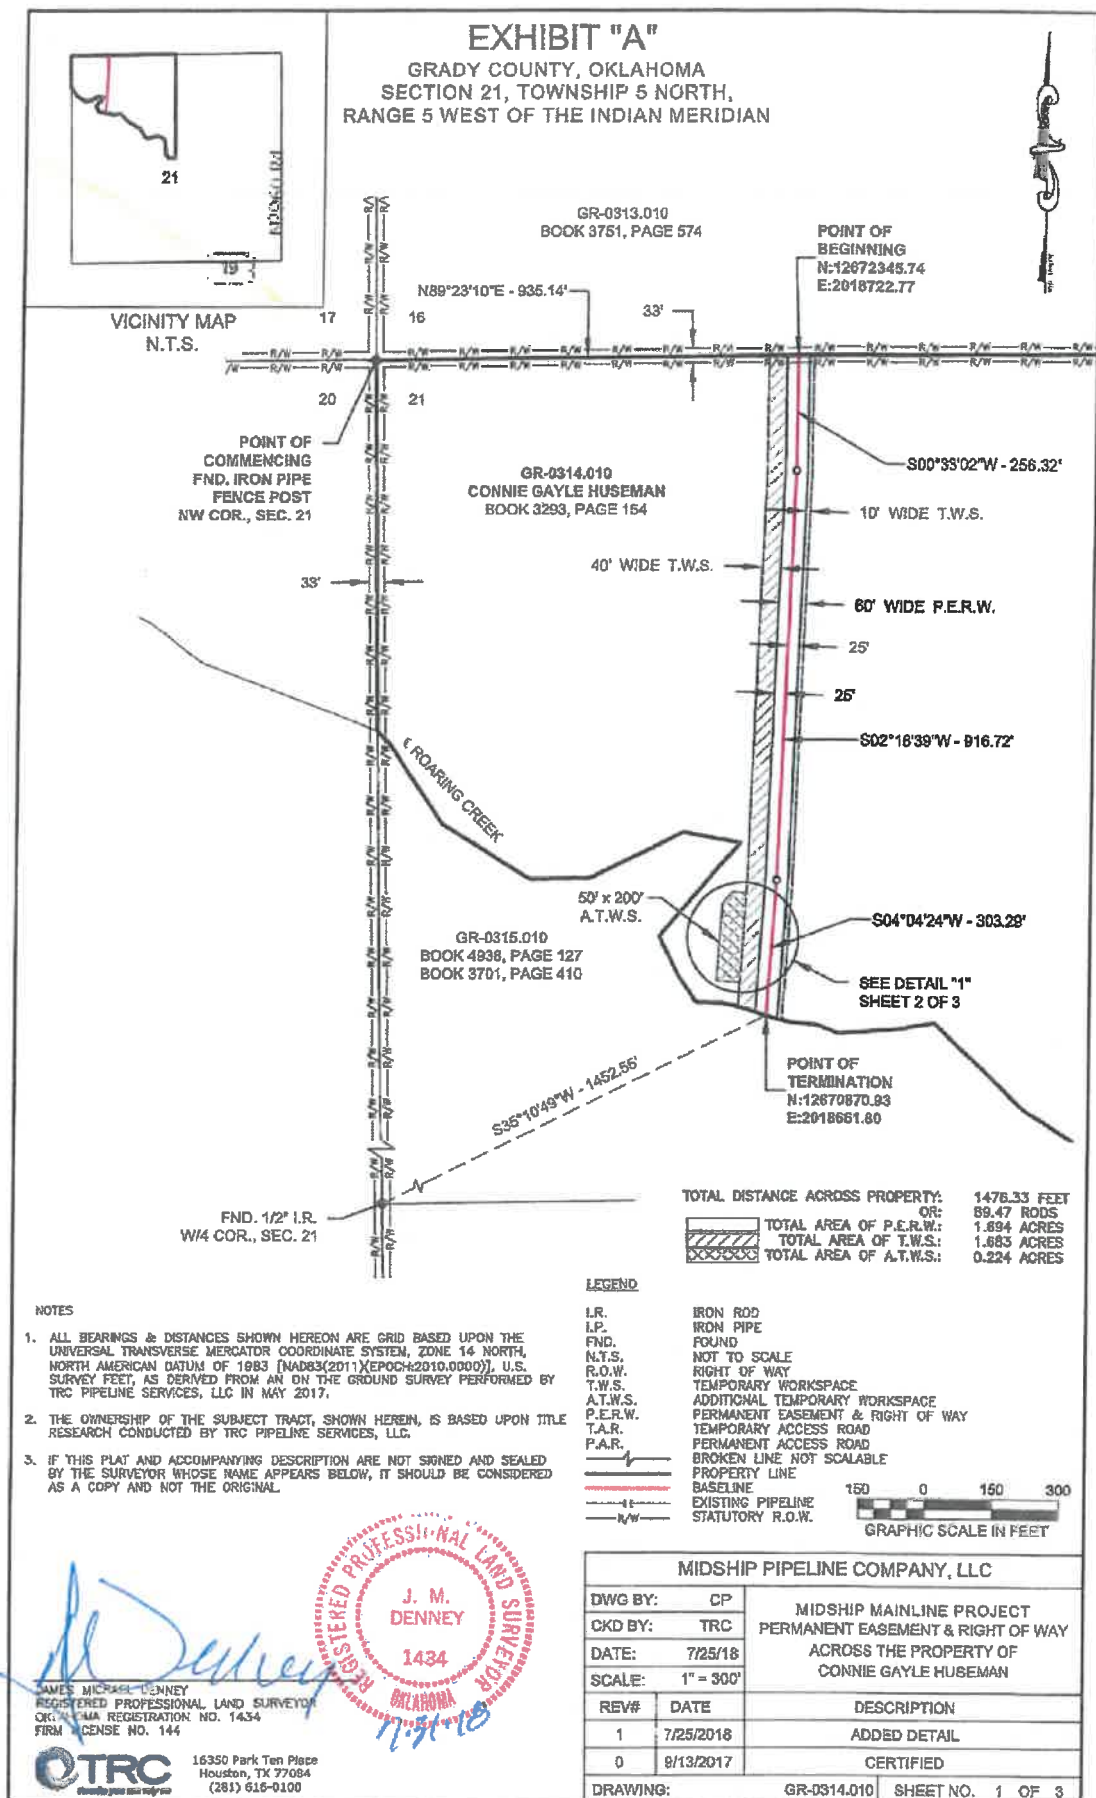 EXHIBIT "A"
GRADY COUNTY, OKLAHOMA
SECTION 21, TOWNSHIP 5 NORTH,
RANGE 5 WEST OF THE INDIAN MERIDIAN
21
19
VICINITY MAP
N.T.S.
GR-0313.010
BOOK 3751, PAGE 574
POINT OF
BEGINNING
N:12672345.74
E:2018722.77
N89°23'10"E - 935.14'
33'
17
16
20
21
POINT OF
COMMENCING
FND. IRON PIPE
FENCE POST
NW COR., SEC. 21
GR-0314.010
CONNIE GAYLE HUSEMAN
BOOK 3293, PAGE 154
S00°33'02"W - 256.32'
10' WIDE T.W.S.
40' WIDE T.W.S.
33'
60' WIDE P.E.R.W.
25'
25'
S02°18'39"W - 916.72'
℄ ROARING CREEK
50' x 200'
A.T.W.S.
S04°04'24"W - 303.29'
GR-0315.010
BOOK 4938, PAGE 127
BOOK 3701, PAGE 410
SEE DETAIL "1"
SHEET 2 OF 3
POINT OF
TERMINATION
N:12670870.93
E:2018661.80
S35°10'49"W - 1452.55'
FND. 1/2" I.R.
W/4 COR., SEC. 21
TOTAL DISTANCE ACROSS PROPERTY: 1476.33 FEET
OR: 89.47 RODS
TOTAL AREA OF P.E.R.W.: 1.694 ACRES
TOTAL AREA OF T.W.S.: 1.683 ACRES
TOTAL AREA OF A.T.W.S.: 0.224 ACRES
NOTES
1. ALL BEARINGS & DISTANCES SHOWN HEREON ARE GRID BASED UPON THE
UNIVERSAL TRANSVERSE MERCATOR COORDINATE SYSTEM, ZONE 14 NORTH,
NORTH AMERICAN DATUM OF 1983 [NAD83(2011)(EPOCH:2010.0000)], U.S.
SURVEY FEET, AS DERIVED FROM AN ON THE GROUND SURVEY PERFORMED BY
TRC PIPELINE SERVICES, LLC IN MAY 2017.
2. THE OWNERSHIP OF THE SUBJECT TRACT, SHOWN HEREIN, IS BASED UPON TITLE
RESEARCH CONDUCTED BY TRC PIPELINE SERVICES, LLC.
3. IF THIS PLAT AND ACCOMPANYING DESCRIPTION ARE NOT SIGNED AND SEALED
BY THE SURVEYOR WHOSE NAME APPEARS BELOW, IT SHOULD BE CONSIDERED
AS A COPY AND NOT THE ORIGINAL.
LEGEND
I.R. IRON ROD
I.P. IRON PIPE
FND. FOUND
N.T.S. NOT TO SCALE
R.O.W. RIGHT OF WAY
T.W.S. TEMPORARY WORKSPACE
A.T.W.S. ADDITIONAL TEMPORARY WORKSPACE
P.E.R.W. PERMANENT EASEMENT & RIGHT OF WAY
T.A.R. TEMPORARY ACCESS ROAD
P.A.R. PERMANENT ACCESS ROAD
BROKEN LINE NOT SCALABLE
PROPERTY LINE
BASELINE
EXISTING PIPELINE
R/W STATUTORY R.O.W.
150 0 150 300
GRAPHIC SCALE IN FEET
REGISTERED PROFESSIONAL LAND SURVEYOR
J. M.
DENNEY
1434
OKLAHOMA
7-31-18
JAMES MICHAEL DENNEY
REGISTERED PROFESSIONAL LAND SURVEYOR
OKLAHOMA REGISTRATION NO. 1434
FIRM LICENSE NO. 144
TRC
16350 Park Ten Place
Houston, TX 77084
(281) 616-0100
MIDSHIP PIPELINE COMPANY, LLC
DWG BY: CP
CKD BY: TRC
DATE: 7/25/18
SCALE: 1" = 300'
MIDSHIP MAINLINE PROJECT
PERMANENT EASEMENT & RIGHT OF WAY
ACROSS THE PROPERTY OF
CONNIE GAYLE HUSEMAN
REV# DATE DESCRIPTION
1 7/25/2018 ADDED DETAIL
0 9/13/2017 CERTIFIED
DRAWING: GR-0314.010 SHEET NO. 1 OF 3